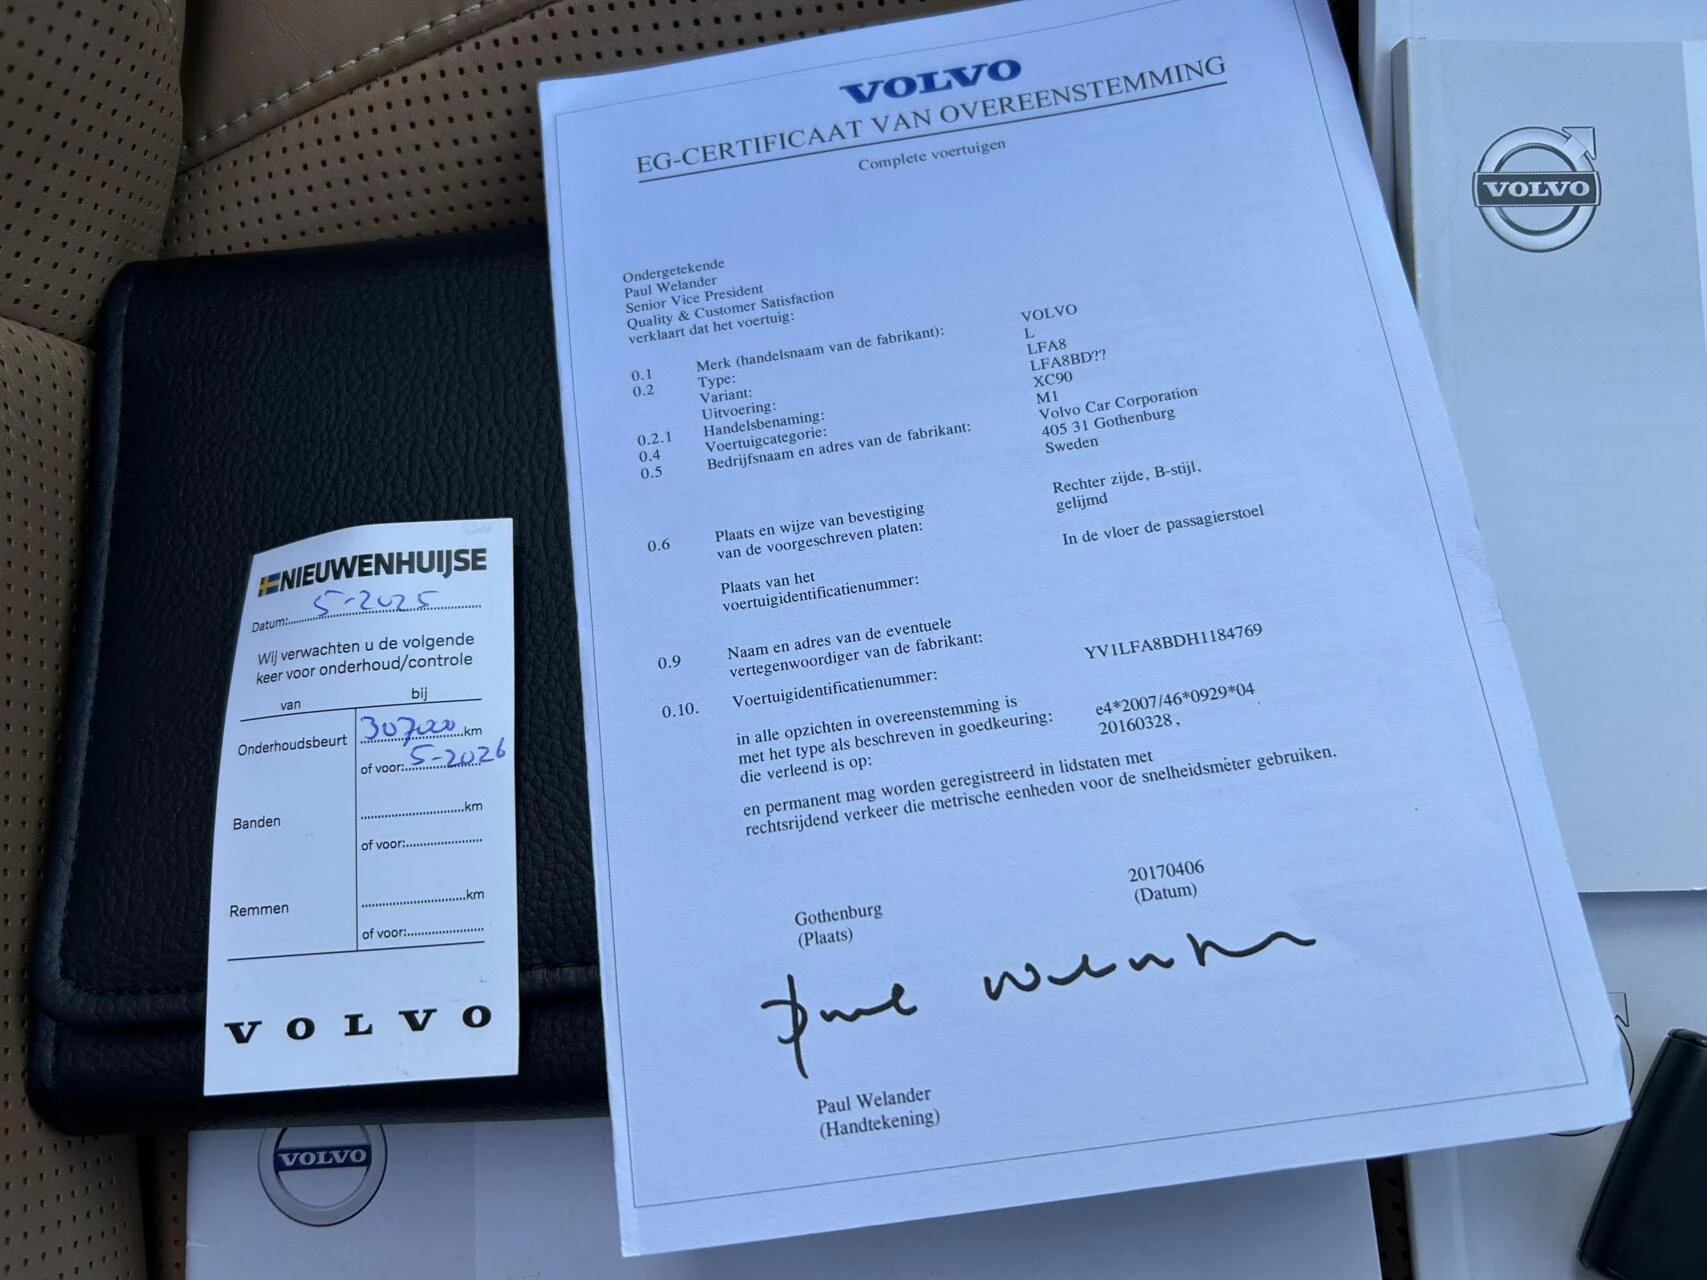 VOLVO
EG-CERTIFICAAT VAN OVEREENSTEMMING
Complete voertuigen
Ondergetekende
Paul Welander
Senior Vice President
Quality & Customer Satisfaction
verklaart dat het voertuig:
0.1 Merk (handelsnaam van de fabrikant): VOLVO
0.2 Type: L
Variant: LFA8
Uitvoering: LFA8BD??
0.2.1 Handelsbenaming: XC90
0.4 Voertuigcategorie: M1
0.5 Bedrijfsnaam en adres van de fabrikant: Volvo Car Corporation
405 31 Gothenburg
Sweden
0.6 Plaats en wijze van bevestiging Rechter zijde, B-stijl,
van de voorgeschreven platen: gelijmd
Plaats van het In de vloer de passagierstoel
voertuigidentificatienummer:
0.9 Naam en adres van de eventuele
vertegenwoordiger van de fabrikant:
0.10. Voertuigidentificatienummer: YV1LFA8BDH1184769
in alle opzichten in overeenstemming is
met het type als beschreven in goedkeuring: e4*2007/46*0929*04
die verleend is op: 20160328,
en permanent mag worden geregistreerd in lidstaten met
rechtsrijdend verkeer die metrische eenheden voor de snelheidsmeter gebruiken.
Gothenburg 20170406
(Plaats) (Datum)
Paul Welander
Paul Welander
(Handtekening)
NIEUWENHUIJSE
Datum: 5-2025
Wij verwachten u de volgende
keer voor onderhoud/controle
van bij
Onderhoudsbeurt 307000 km
of voor: 5-2026
Banden km
of voor:
Remmen km
of voor:
VOLVO
VOLVO
VOLVO